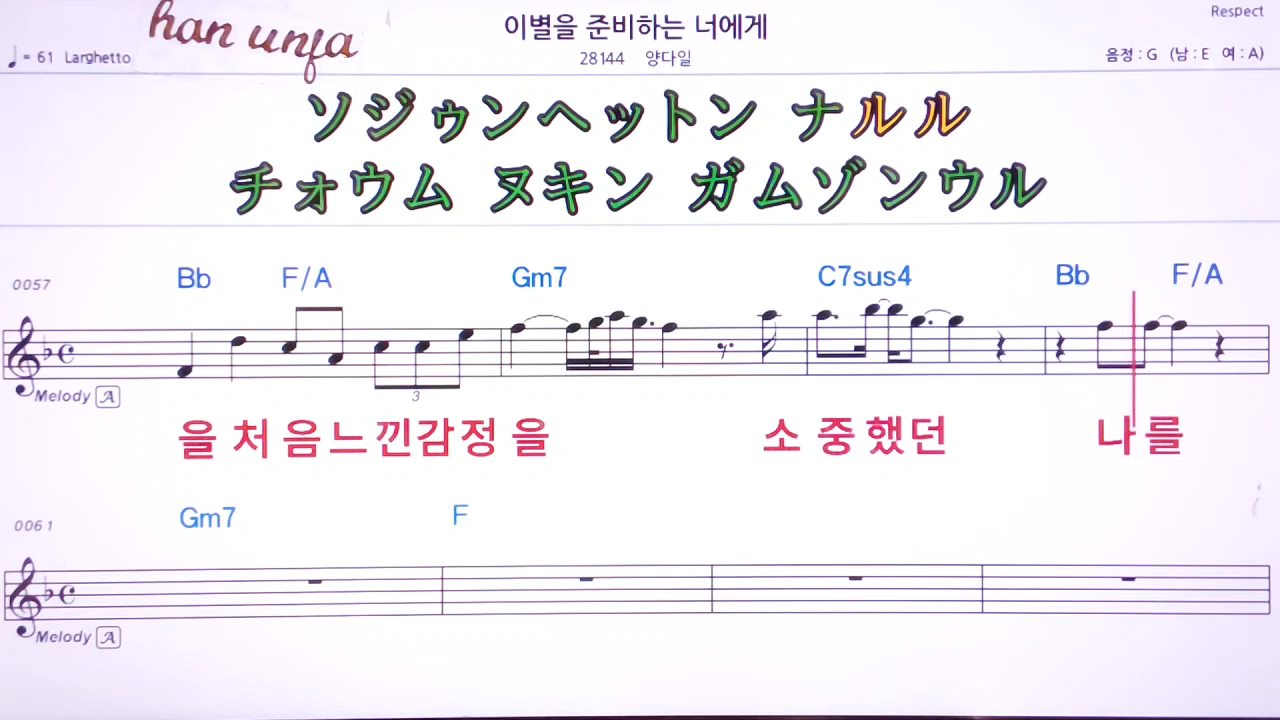 han unja
이별을 준비하는 너에게
Respect
♩= 61 Larghetto
28144 양다일
음정 : G (남 : E 여 : A)
ソジゥンヘットン ナルル
チォウム ヌキン ガムゾンウル
0057
Bb F/A Gm7 C7sus4 Bb F/A
3
Melody A
을 처 음 느 낀 감 정 을 소 중 했 던 나 를
0061
Gm7 F
Melody A